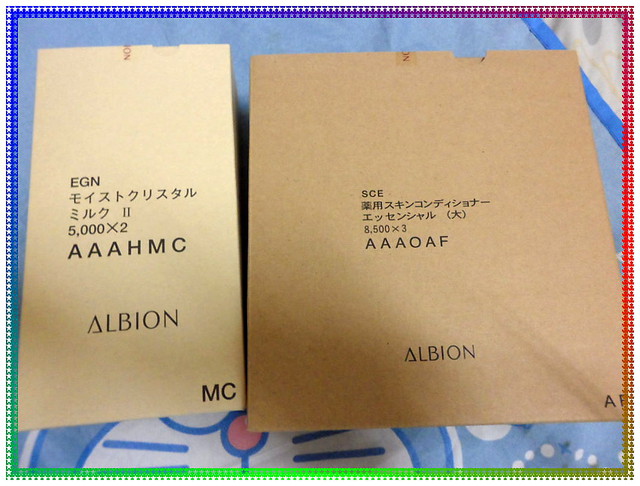 EGN
モイストクリスタル
ミルク II
5,000×2
AAAHMC
ALBION
MC
SCE
薬用スキンコンディショナー
エッセンシャル (大)
8,500×3
AAAOAF
ALBION